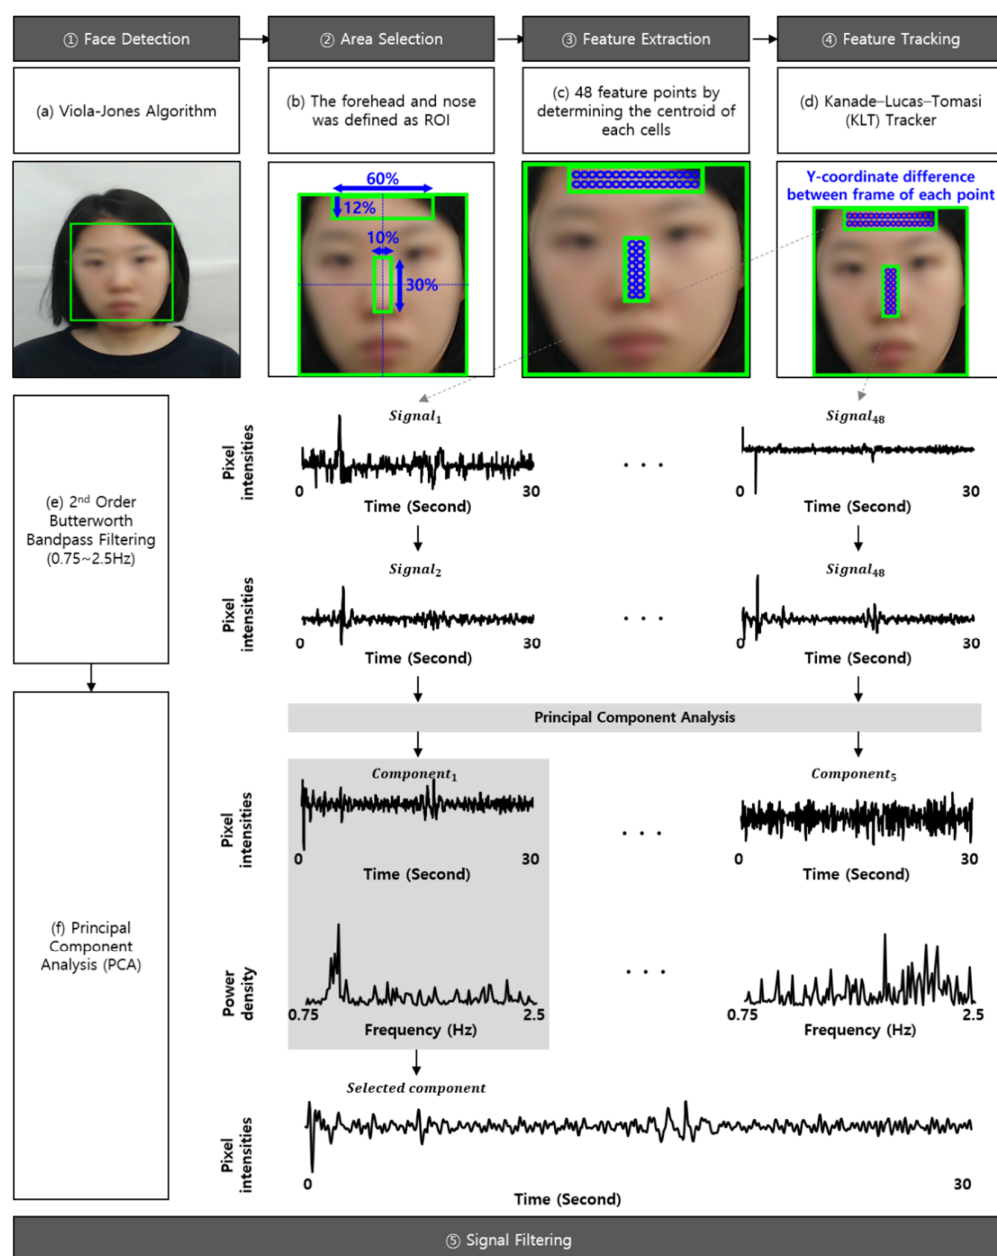 ① Face Detection
② Area Selection
③ Feature Extraction
④ Feature Tracking
(a) Viola-Jones Algorithm
(b) The forehead and nose
was defined as ROI
(c) 48 feature points by
determining the centroid of
each cells
(d) Kanade–Lucas–Tomasi
(KLT) Tracker
60%
12%
10%
30%
Y-coordinate difference
between frame of each point
(e) 2nd Order
Butterworth
Bandpass Filtering
(0.75~2.5Hz)
Signal1
Pixel
intensities
0
30
Time (Second)
. . .
Signal48
0
30
Time (Second)
Signal2
Pixel
intensities
0
30
Time (Second)
. . .
Signal48
0
30
Time (Second)
Principal Component Analysis
(f) Principal
Component
Analysis (PCA)
Component1
Pixel
intensities
0
30
Time (Second)
. . .
Component5
0
30
Time (Second)
Power
density
0.75
2.5
Frequency (Hz)
. . .
0.75
2.5
Frequency (Hz)
Selected component
Pixel
intensities
0
30
Time (Second)
⑤ Signal Filtering